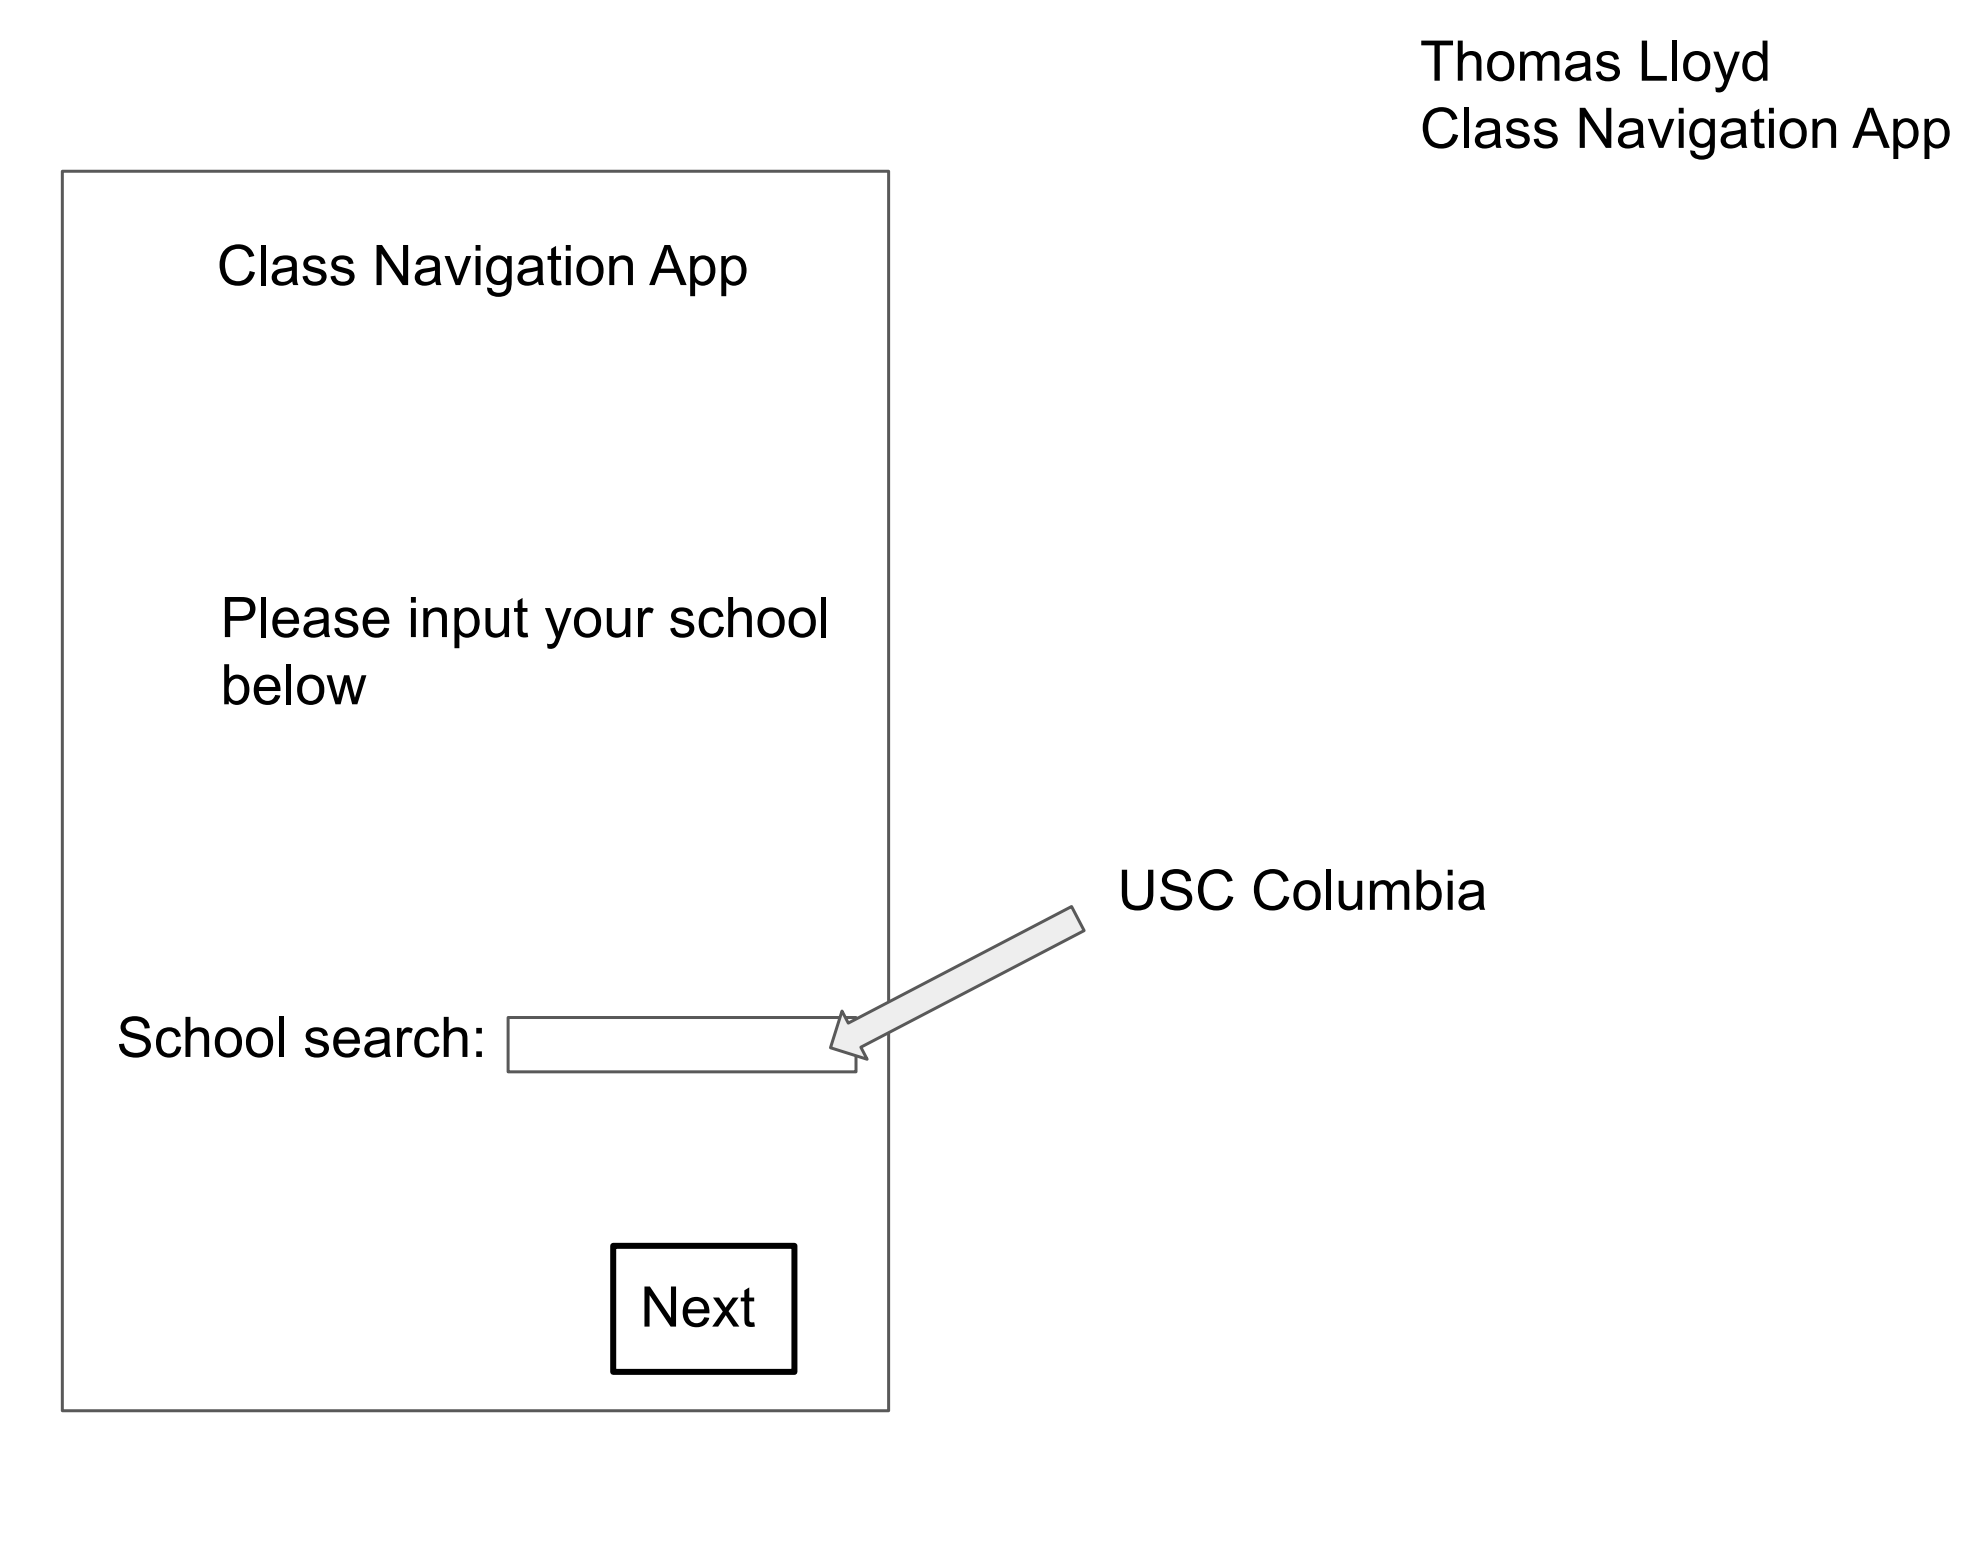 Thomas Lloyd
Class Navigation App
Class Navigation App
Please input your school
below
USC Columbia
School search:
Next